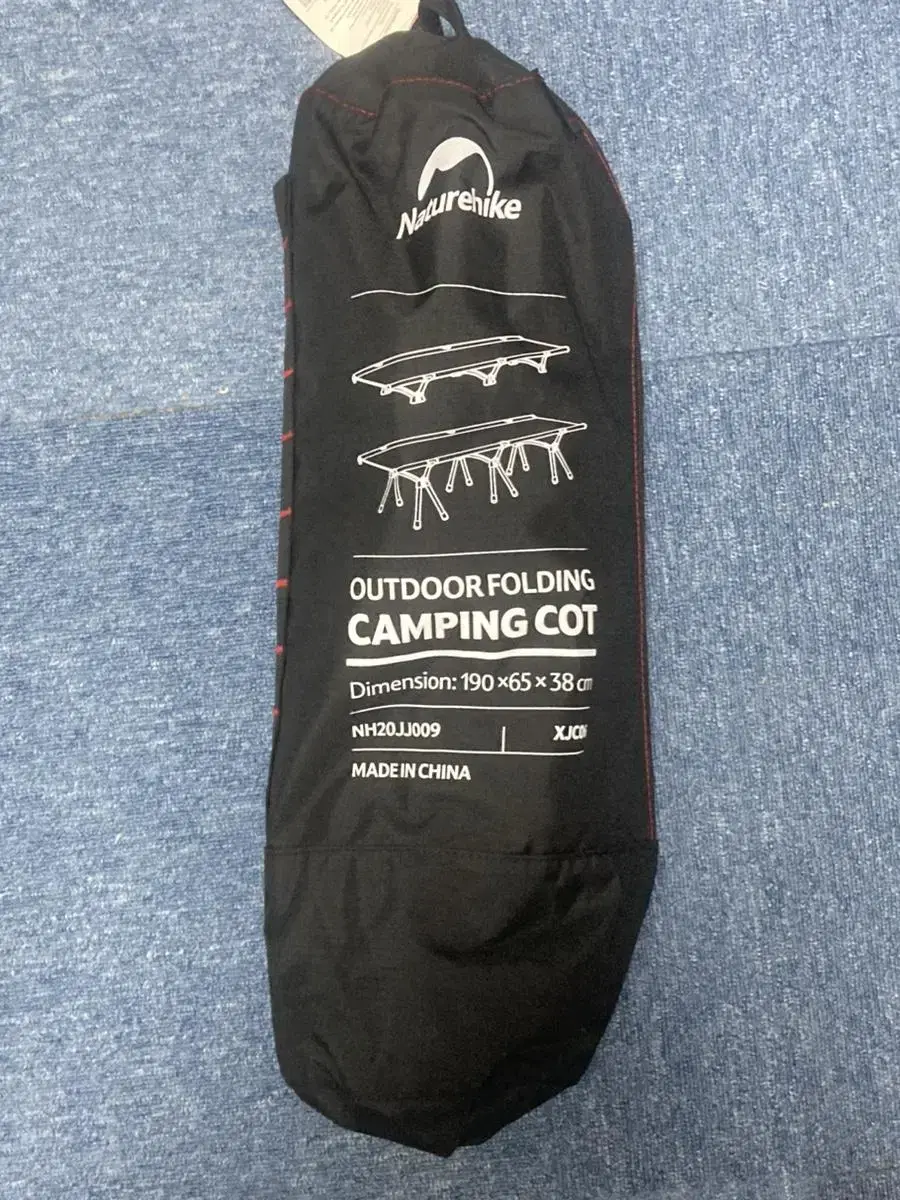 Naturehike
OUTDOOR FOLDING
CAMPING COT
Dimension: 190×65×38 cm
NH20JJ009
MADE IN CHINA